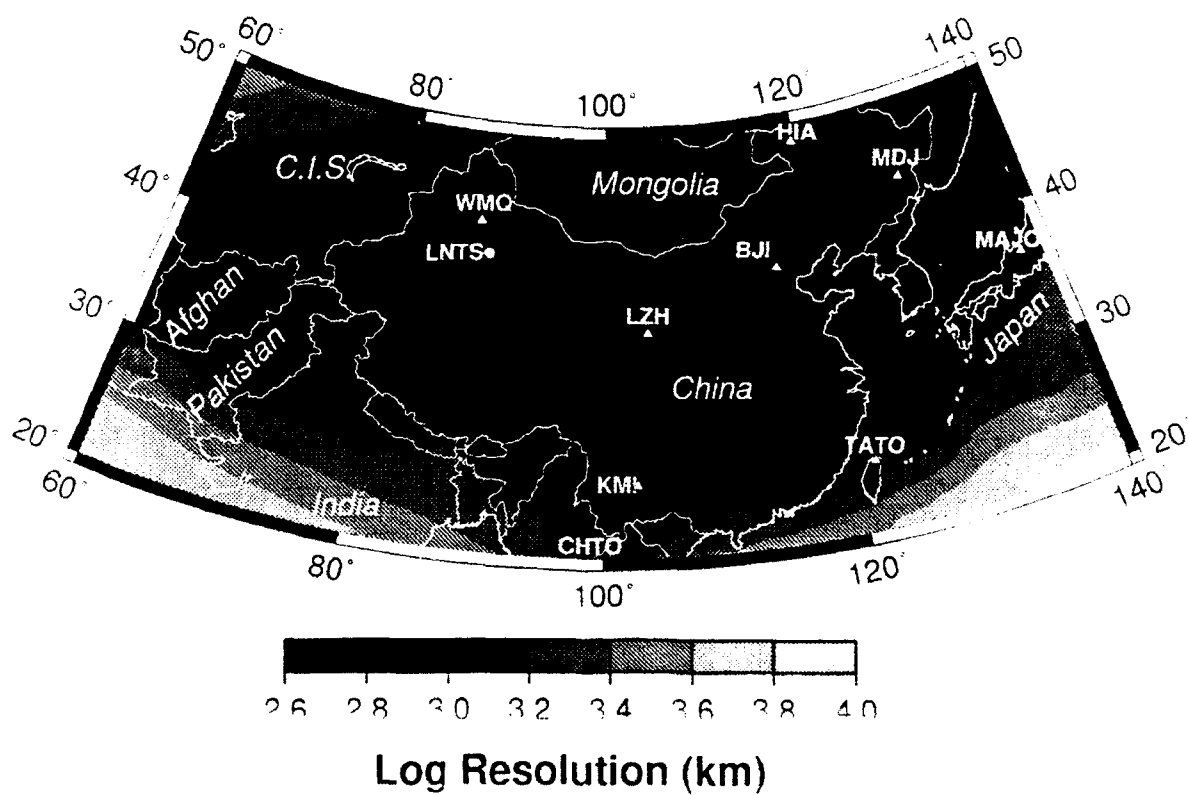 60°
50°
80°
100°
120°
140
50
HIA
MDJ
C.I.S.
Mongolia
40°
WMQ
40
LNTS
BJI
MAJO
Afghan
30°
LZH
30
Japan
Pakistan
China
20°
TATO
20
60°
KMI
140°
India
CHTO
80°
120°
100°
2.6 2.8 3.0 3.2 3.4 3.6 3.8 4.0
Log Resolution (km)